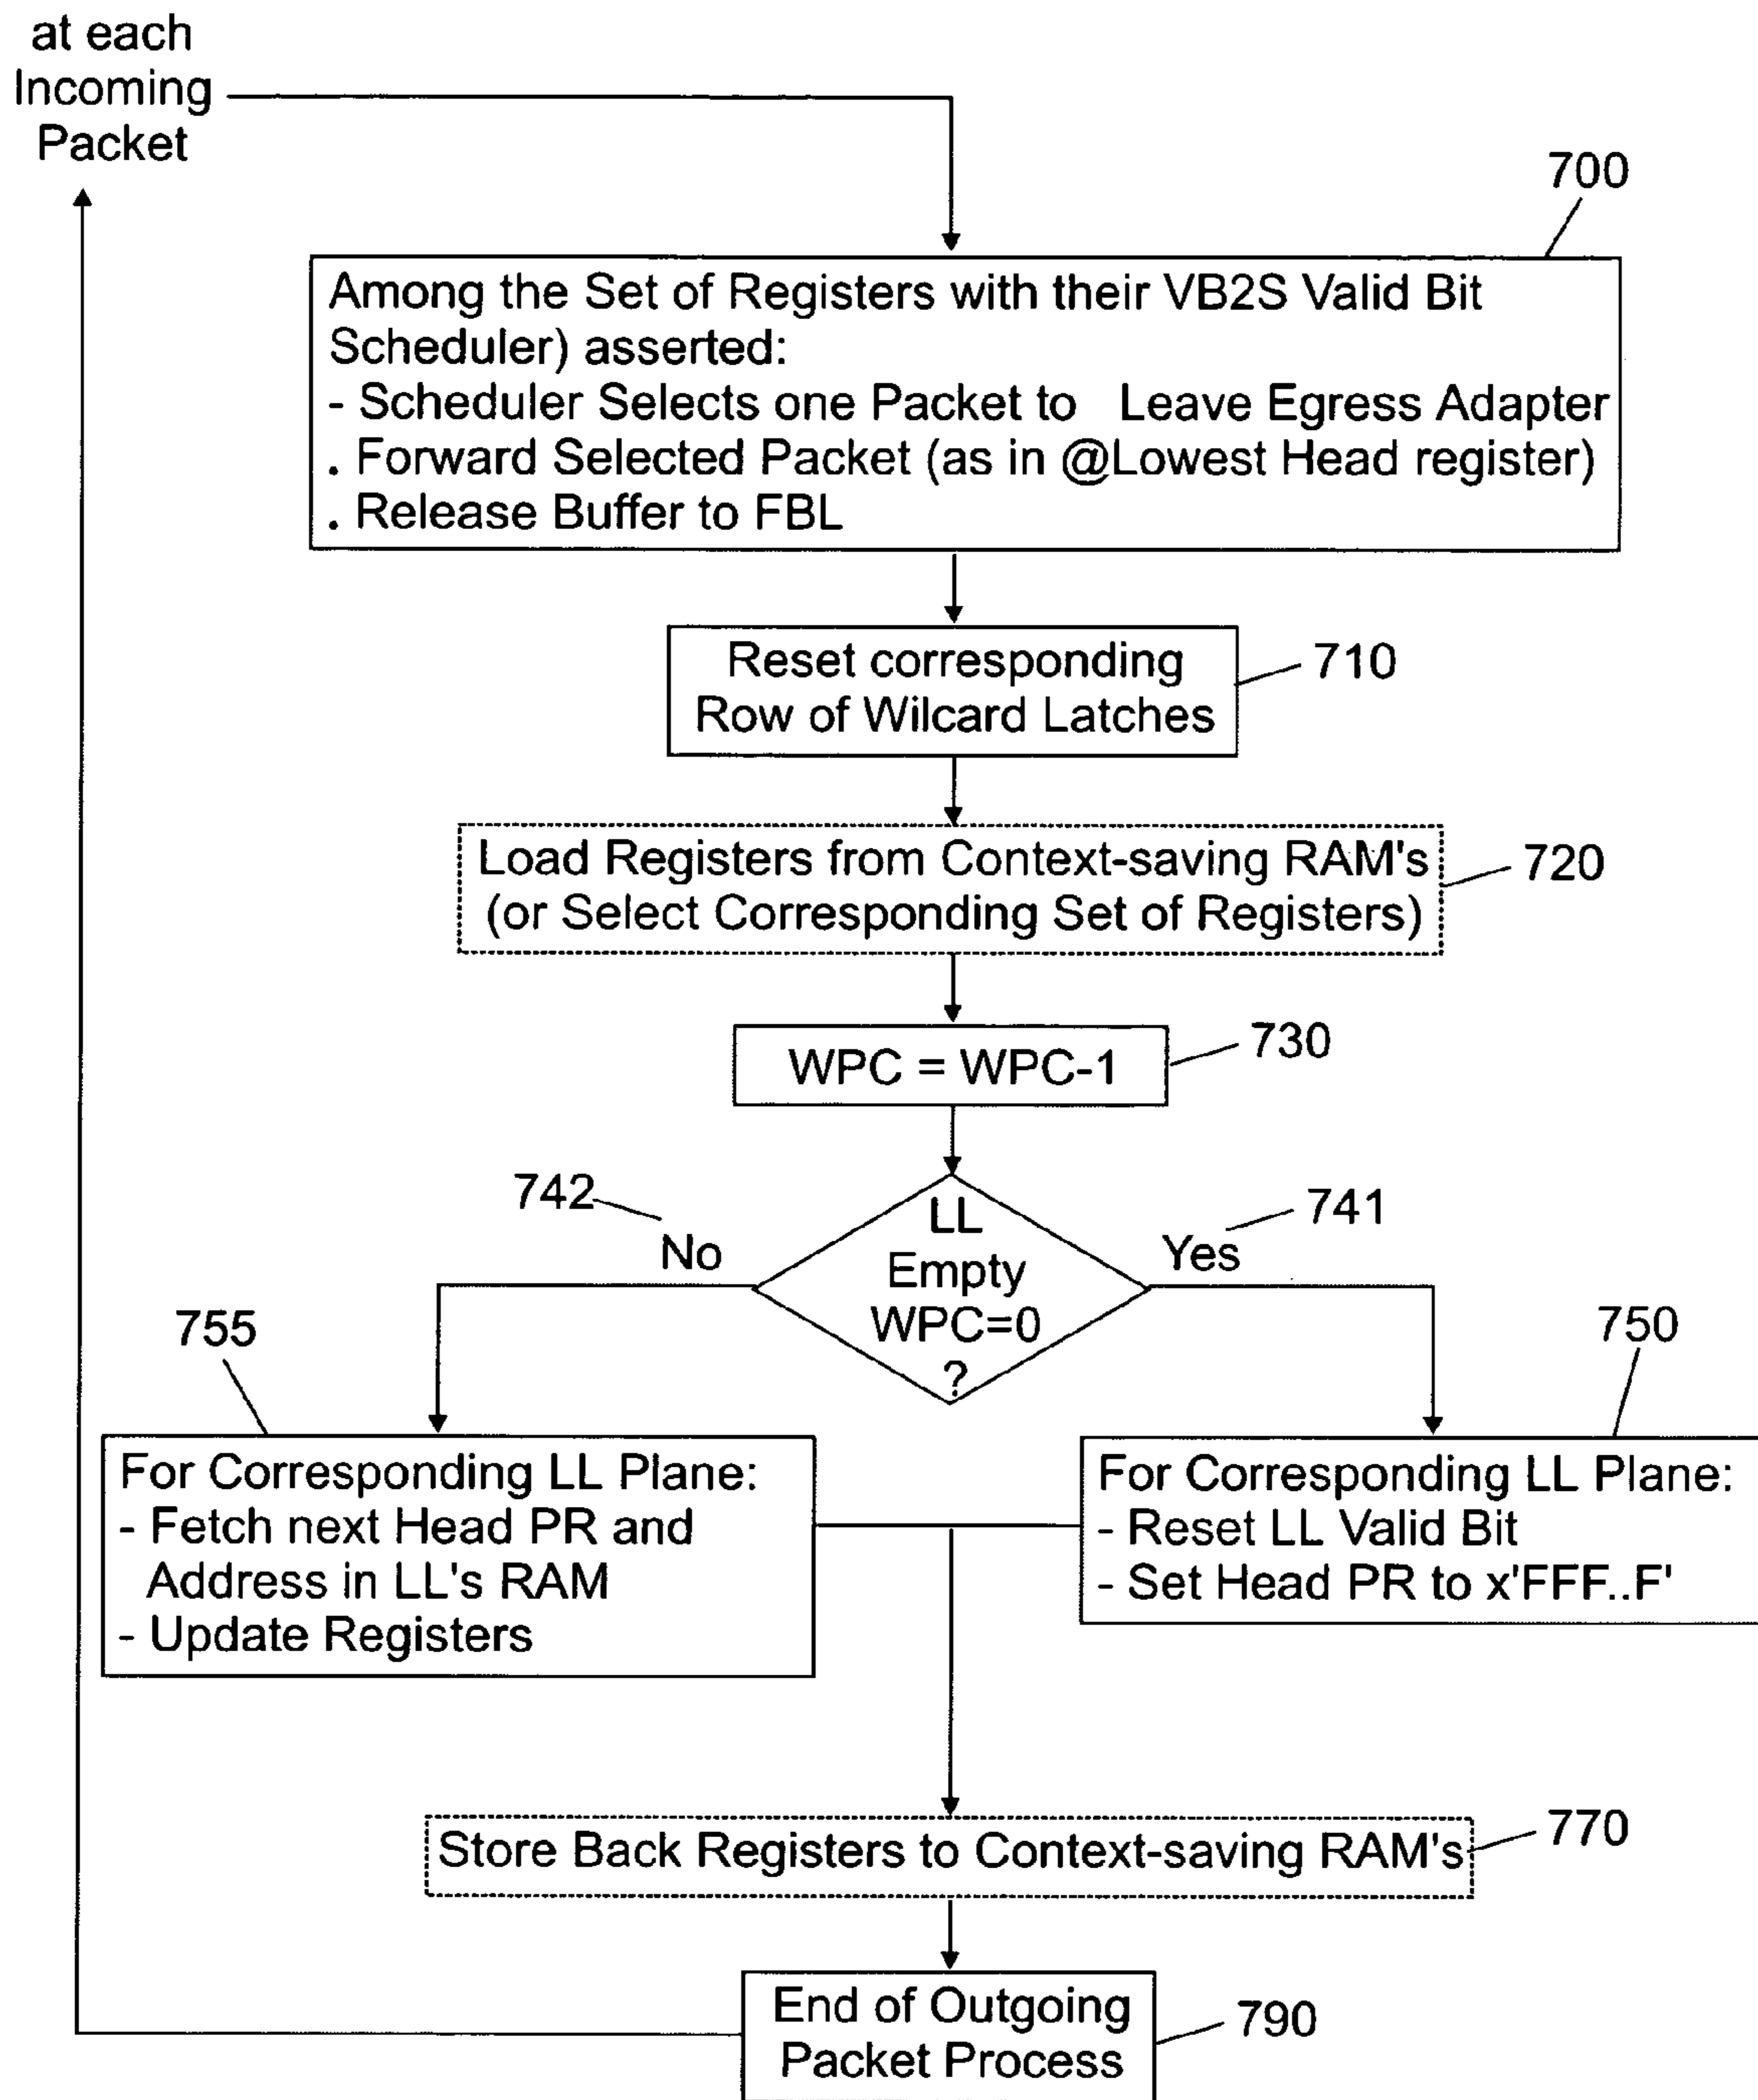 at each
Incoming
Packet
700
Among the Set of Registers with their VB2S Valid Bit
Scheduler) asserted:
- Scheduler Selects one Packet to Leave Egress Adapter
. Forward Selected Packet (as in @Lowest Head register)
. Release Buffer to FBL
Reset corresponding
Row of Wilcard Latches
710
Load Registers from Context-saving RAM's
(or Select Corresponding Set of Registers)
720
WPC = WPC-1
730
742
No
LL
Empty
WPC=0
?
741
Yes
755
For Corresponding LL Plane:
- Fetch next Head PR and
Address in LL's RAM
- Update Registers
750
For Corresponding LL Plane:
- Reset LL Valid Bit
- Set Head PR to x'FFF..F'
Store Back Registers to Context-saving RAM's
770
End of Outgoing
Packet Process
790